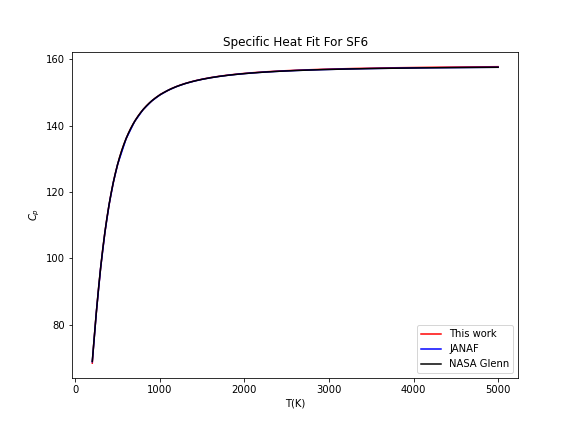 Specific Heat Fit For SF6
160
140
120
100
80
C_p
0 1000 2000 3000 4000 5000
T(K)
This work
JANAF
NASA Glenn